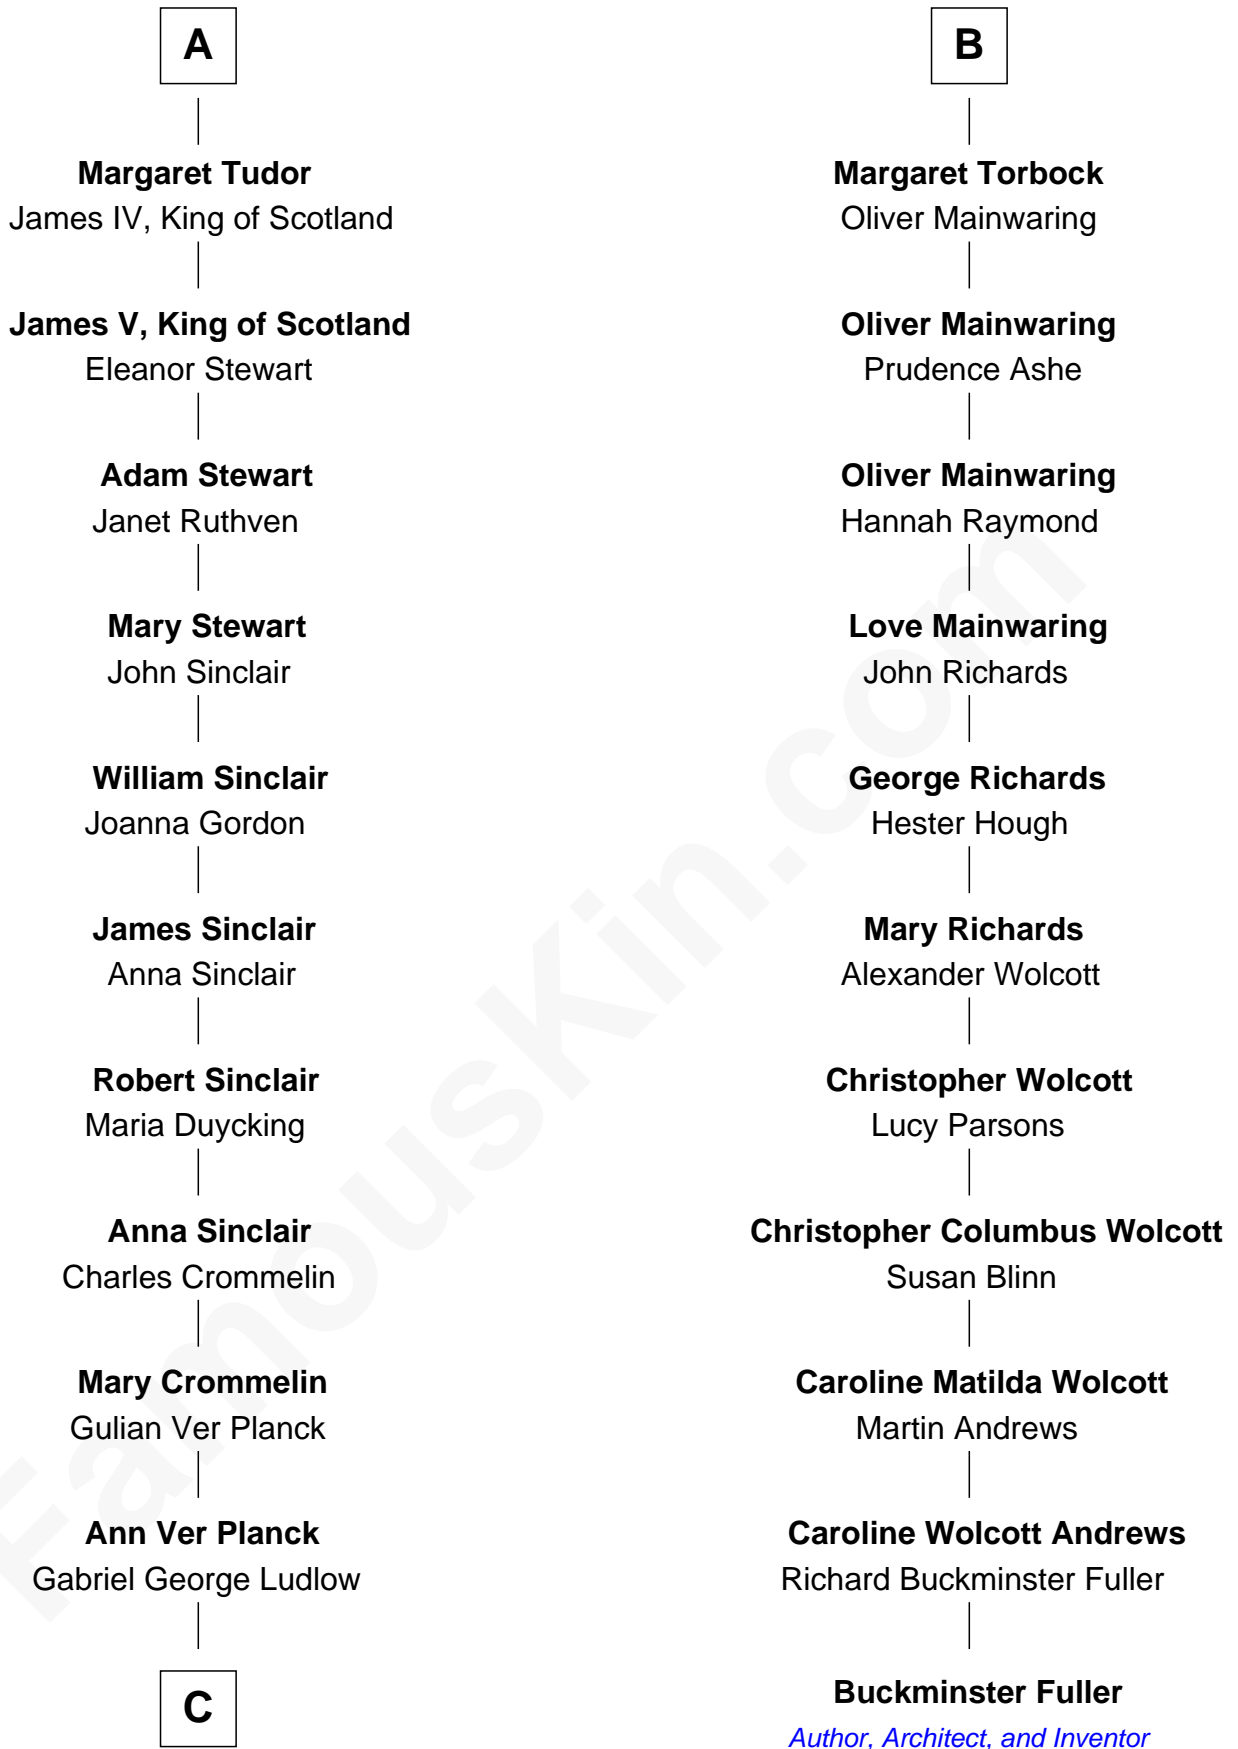 A
Margaret Tudor
James IV, King of Scotland
James V, King of Scotland
Eleanor Stewart
Adam Stewart
Janet Ruthven
Mary Stewart
John Sinclair
William Sinclair
Joanna Gordon
James Sinclair
Anna Sinclair
Robert Sinclair
Maria Duycking
Anna Sinclair
Charles Crommelin
Mary Crommelin
Gulian Ver Planck
Ann Ver Planck
Gabriel George Ludlow
C
B
Margaret Torbock
Oliver Mainwaring
Oliver Mainwaring
Prudence Ashe
Oliver Mainwaring
Hannah Raymond
Love Mainwaring
John Richards
George Richards
Hester Hough
Mary Richards
Alexander Wolcott
Christopher Wolcott
Lucy Parsons
Christopher Columbus Wolcott
Susan Blinn
Caroline Matilda Wolcott
Martin Andrews
Caroline Wolcott Andrews
Richard Buckminster Fuller
Buckminster Fuller
Author, Architect, and Inventor
FamousKin.com